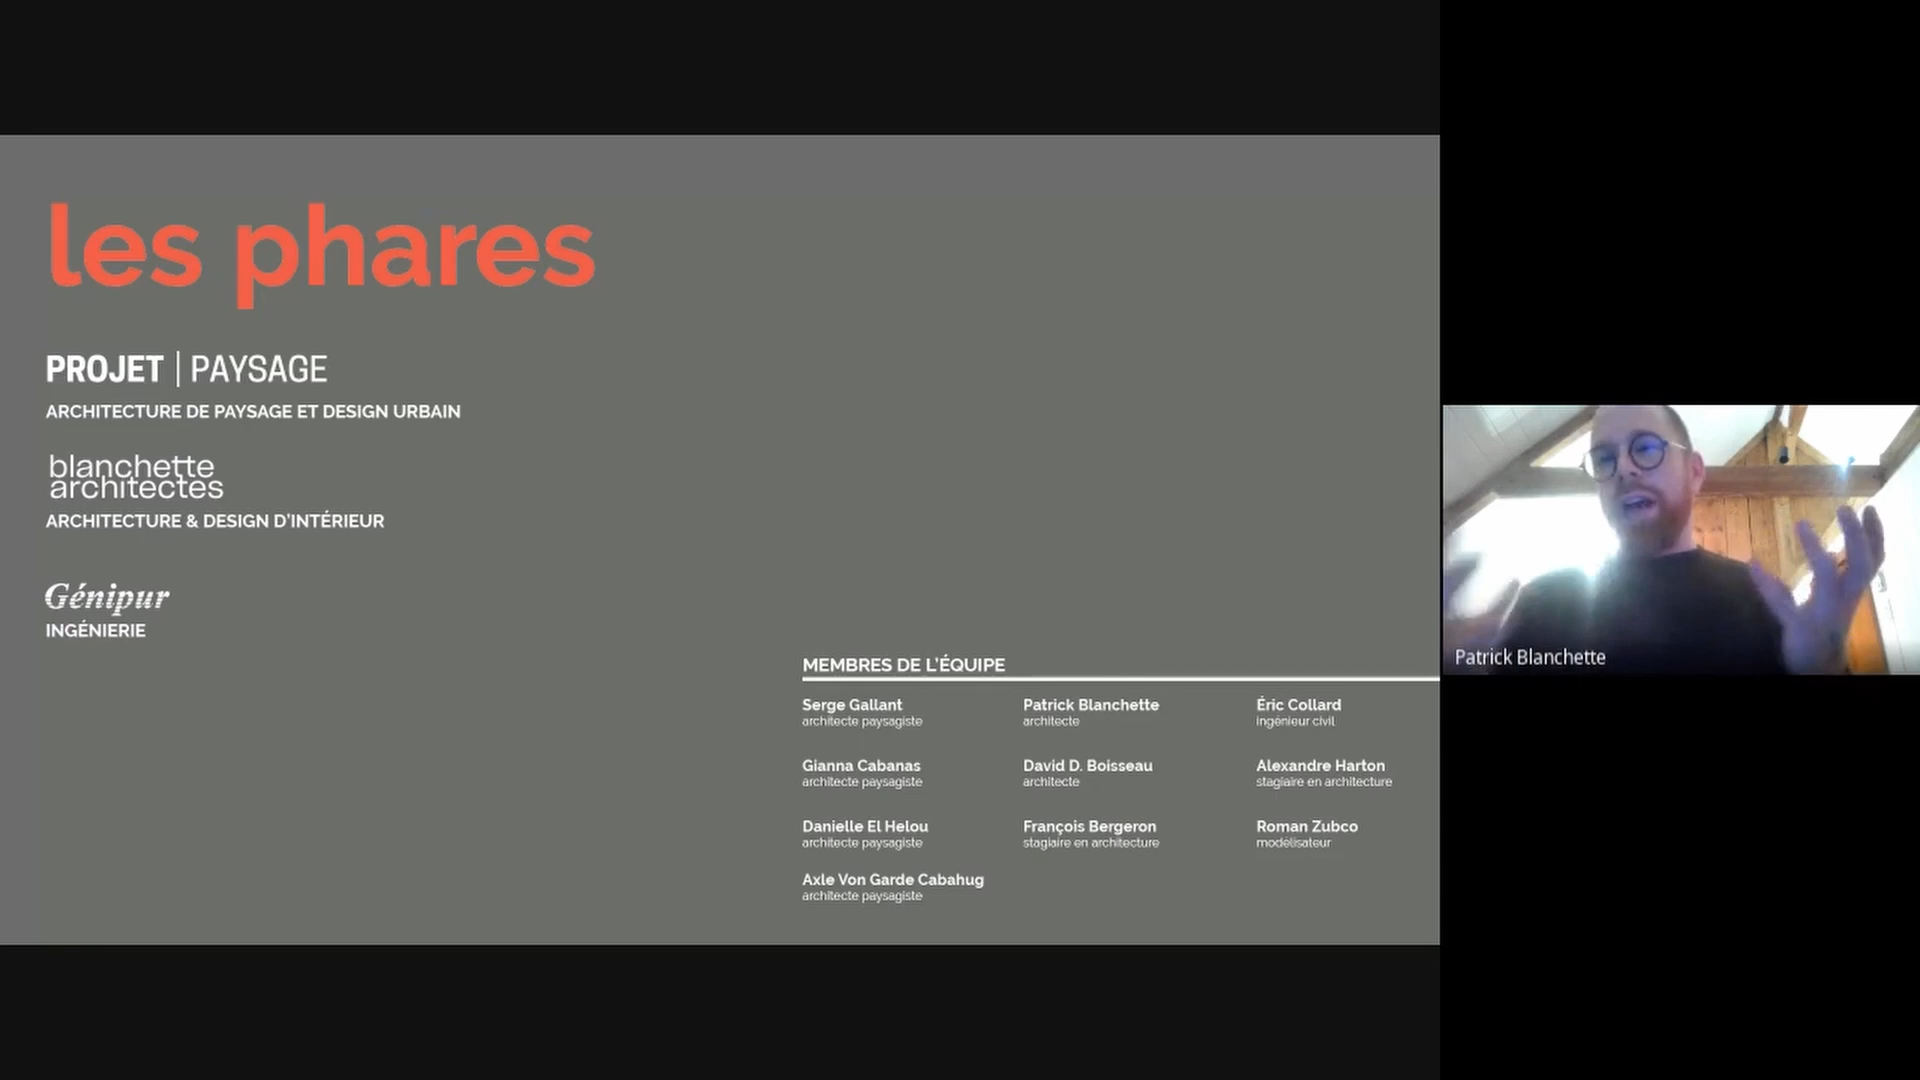 les phares
PROJET | PAYSAGE
ARCHITECTURE DE PAYSAGE ET DESIGN URBAIN
blanchette
architectes
ARCHITECTURE & DESIGN D'INTÉRIEUR
Génipur
INGÉNIERIE
MEMBRES DE L'ÉQUIPE
Serge Gallant
architecte paysagiste
Gianna Cabanas
architecte paysagiste
Danielle El Helou
architecte paysagiste
Axle Von Garde Cabahug
architecte paysagiste
Patrick Blanchette
architecte
David D. Boisseau
architecte
François Bergeron
stagiaire en architecture
Éric Collard
ingénieur civil
Alexandre Harton
stagiaire en architecture
Roman Zubco
modélisateur
Patrick Blanchette